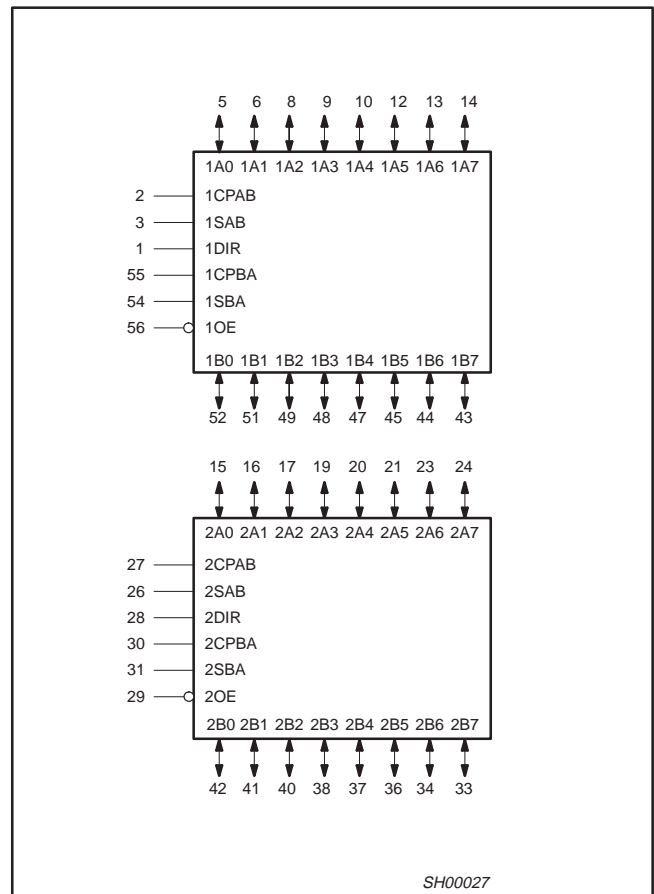 5 6 8 9 10 12 13 14
1A0 1A1 1A2 1A3 1A4 1A5 1A6 1A7
2 1CPAB
3 1SAB
1 1DIR
55 1CPBA
54 1SBA
56 1OE
1B0 1B1 1B2 1B3 1B4 1B5 1B6 1B7
52 51 49 48 47 45 44 43
15 16 17 19 20 21 23 24
2A0 2A1 2A2 2A3 2A4 2A5 2A6 2A7
27 2CPAB
26 2SAB
28 2DIR
30 2CPBA
31 2SBA
29 2OE
2B0 2B1 2B2 2B3 2B4 2B5 2B6 2B7
42 41 40 38 37 36 34 33
SH00027